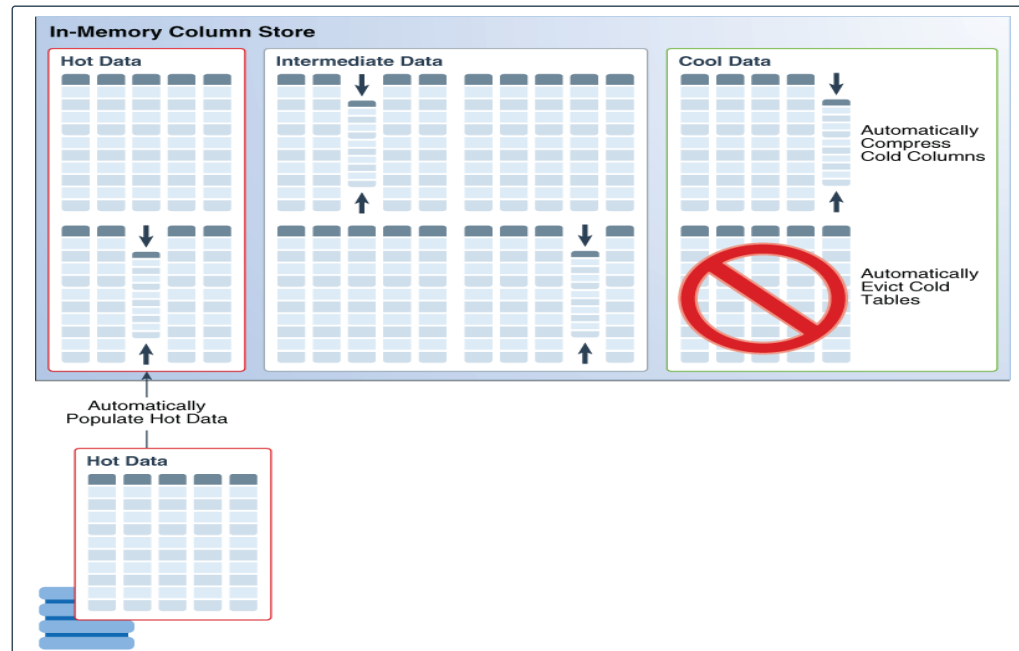 In-Memory Column Store
Hot Data
Intermediate Data
Cool Data
Automatically
Compress
Cold Columns
Automatically
Evict Cold
Tables
Automatically
Populate Hot Data
Hot Data